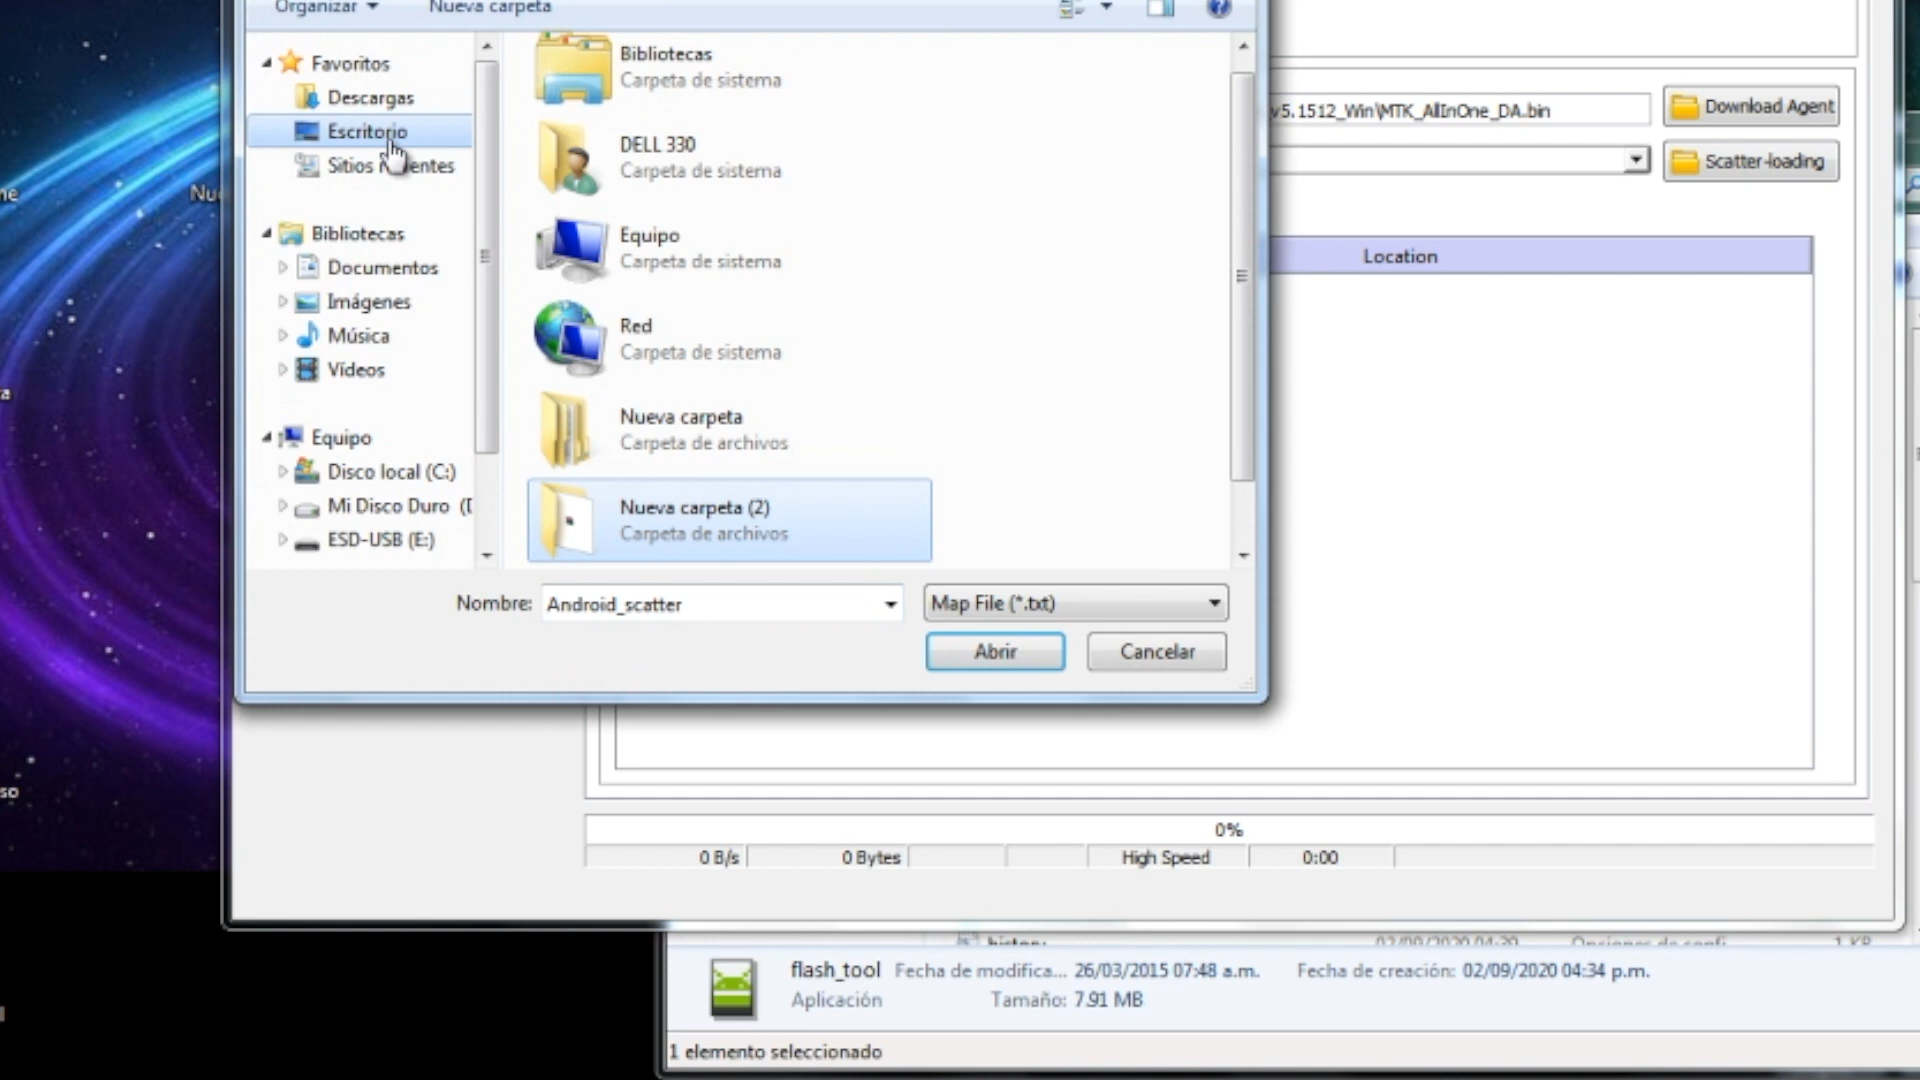 Organizar
Nueva carpeta
Favoritos
Descargas
Escritorio
Sitios
Bibliotecas
Documentos
Imágenes
Música
Vídeos
Equipo
Disco local (C:)
Mi Disco Duro
ESD-USB (E:)
Bibliotecas
Carpeta de sistema
DELL 330
Carpeta de sistema
Equipo
Carpeta de sistema
Red
Carpeta de sistema
Nueva carpeta
Carpeta de archivos
Nueva carpeta (2)
Carpeta de archivos
Nombre: Android_scatter
Map File (*.txt)
Abrir
Cancelar
v5.1512_Win\MTK_AllInOne_DA.bin
Download Agent
Scatter-loading
Location
0%
0 B/s
0 Bytes
High Speed
0:00
flash_tool Fecha de modifica... 26/03/2015 07:48 a.m. Fecha de creación: 02/09/2020 04:34 p.m.
Aplicación Tamaño: 7.91 MB
1 elemento seleccionado